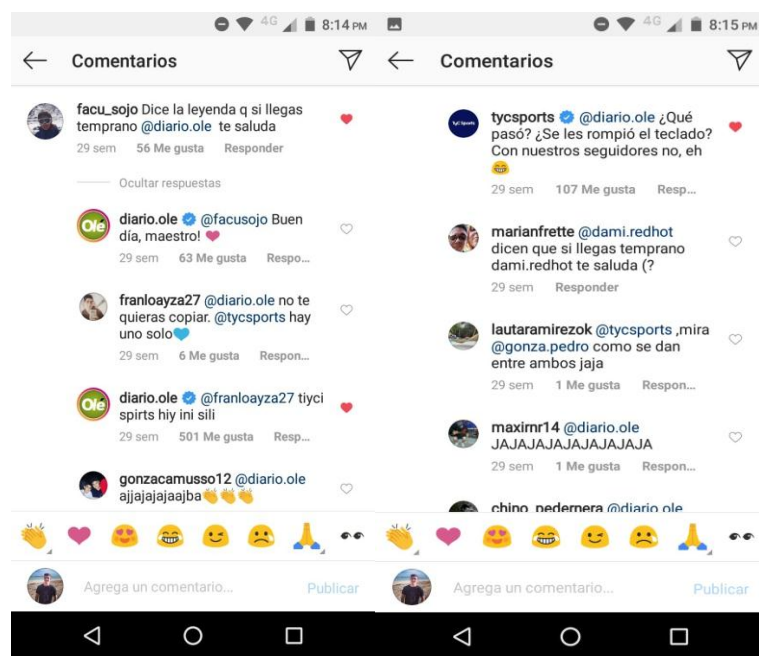 4G 8:14 PM
Comentarios
facu_sojo Dice la leyenda q si llegas
temprano @diario.ole te saluda
29 sem 56 Me gusta Responder
Ocultar respuestas
Olé
diario.ole @facusojo Buen
día, maestro!
29 sem 63 Me gusta Respo...
franloayza27 @diario.ole no te
quieras copiar. @tycsports hay
uno solo
29 sem 6 Me gusta Respon...
Olé
diario.ole @franloayza27 tiyci
spirts hiy ini sili
29 sem 501 Me gusta Resp...
gonzacamusso12 @diario.ole
ajjajajajaajba
Agrega un comentario... Publicar
4G 8:15 PM
Comentarios
TyC Sports
tycsports @diario.ole ¿Qué
pasó? ¿Se les rompió el teclado?
Con nuestros seguidores no, eh
29 sem 107 Me gusta Resp...
marianfrette @dami.redhot
dicen que si llegas temprano
dami.redhot te saluda (?
29 sem Responder
lautaramirezok @tycsports ,mira
@gonza.pedro como se dan
entre ambos jaja
29 sem 1 Me gusta Respon...
maxirnr14 @diario.ole
JAJAJAJAJAJAJAJAJA
29 sem 1 Me gusta Respon...
chino_pedernera @diario.ole
Agrega un comentario... Publicar